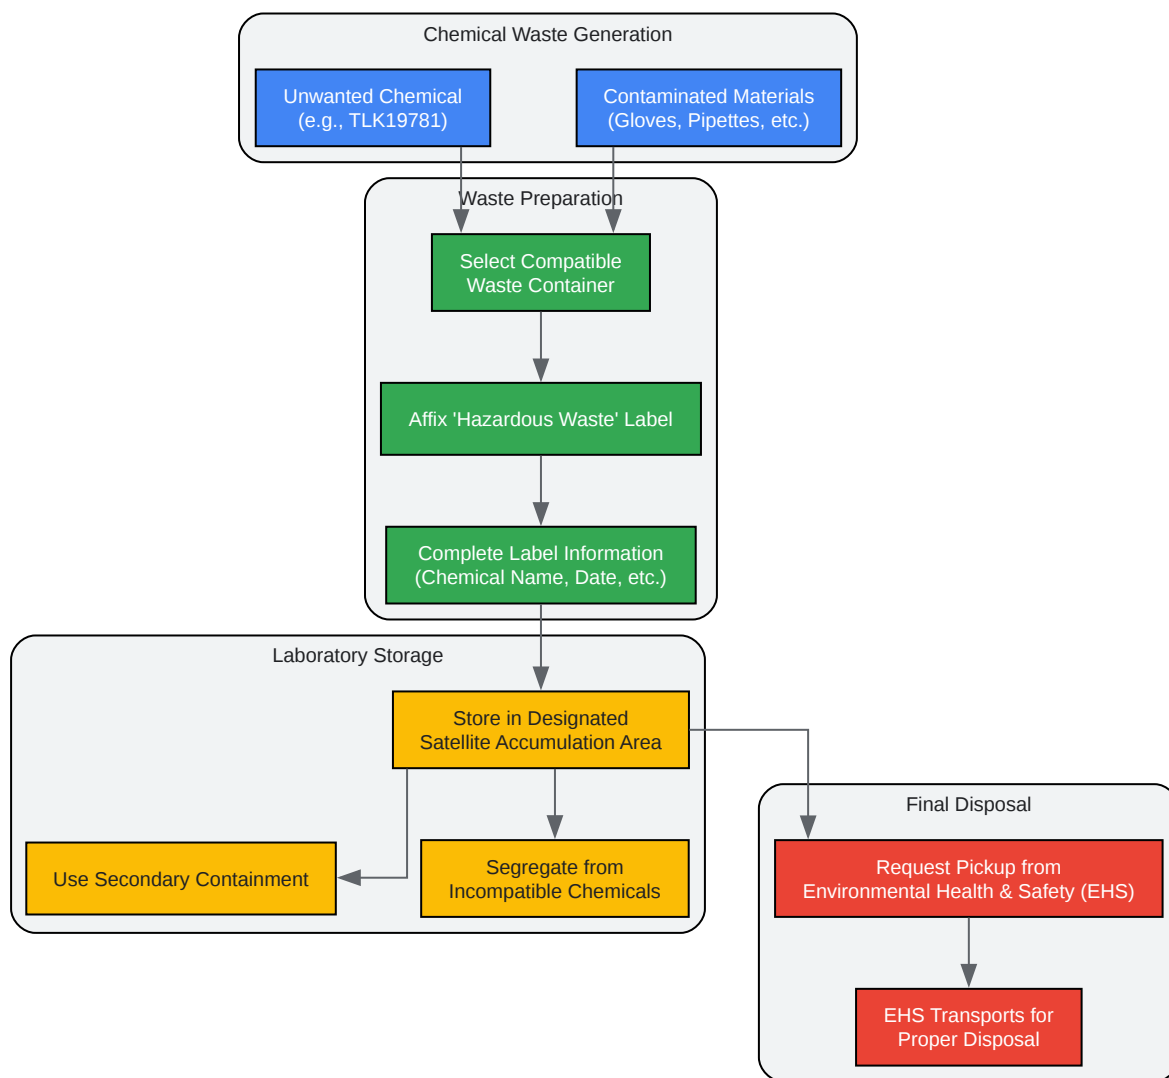 Chemical Waste Generation
Unwanted Chemical
(e.g., TLK19781)
Contaminated Materials
(Gloves, Pipettes, etc.)
Waste Preparation
Select Compatible
Waste Container
Affix 'Hazardous Waste' Label
Complete Label Information
(Chemical Name, Date, etc.)
Laboratory Storage
Store in Designated
Satellite Accumulation Area
Use Secondary Containment
Segregate from
Incompatible Chemicals
Final Disposal
Request Pickup from
Environmental Health & Safety (EHS)
EHS Transports for
Proper Disposal